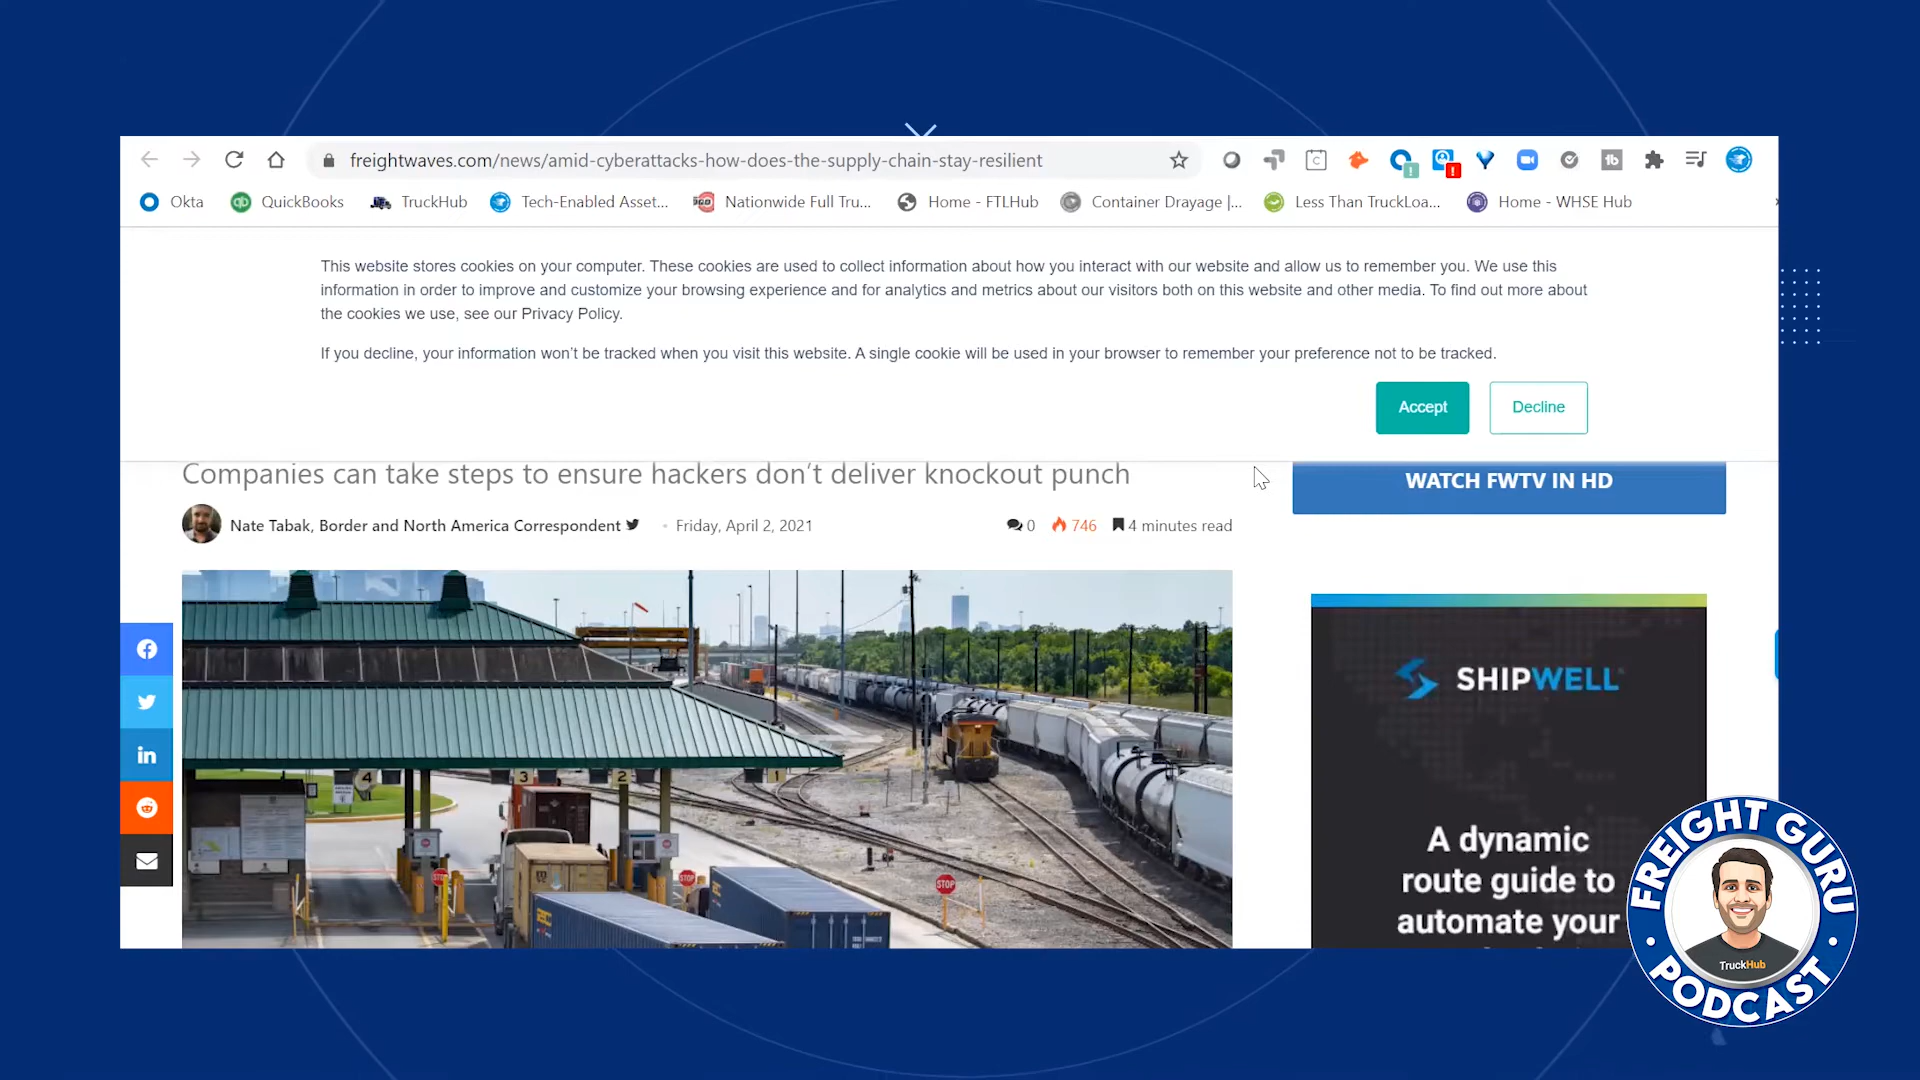 freightwaves.com/news/amid-cyberattacks-how-does-the-supply-chain-stay-resilient
Okta QuickBooks TruckHub Tech-Enabled Asset... Nationwide Full Tru... Home - FTLHub Container Drayage |... Less Than TruckLoa... Home - WHSE Hub
This website stores cookies on your computer. These cookies are used to collect information about how you interact with our website and allow us to remember you. We use this
information in order to improve and customize your browsing experience and for analytics and metrics about our visitors both on this website and other media. To find out more about
the cookies we use, see our Privacy Policy.
If you decline, your information won't be tracked when you visit this website. A single cookie will be used in your browser to remember your preference not to be tracked.
Accept Decline
Companies can take steps to ensure hackers don't deliver knockout punch
WATCH FWTV IN HD
Nate Tabak, Border and North America Correspondent • Friday, April 2, 2021 0 746 4 minutes read
SHIPWELL
A dynamic
route guide to
automate your
4 3 2 1
STOP STOP STOP
FREIGHT GURU
TruckHub
PODCAST